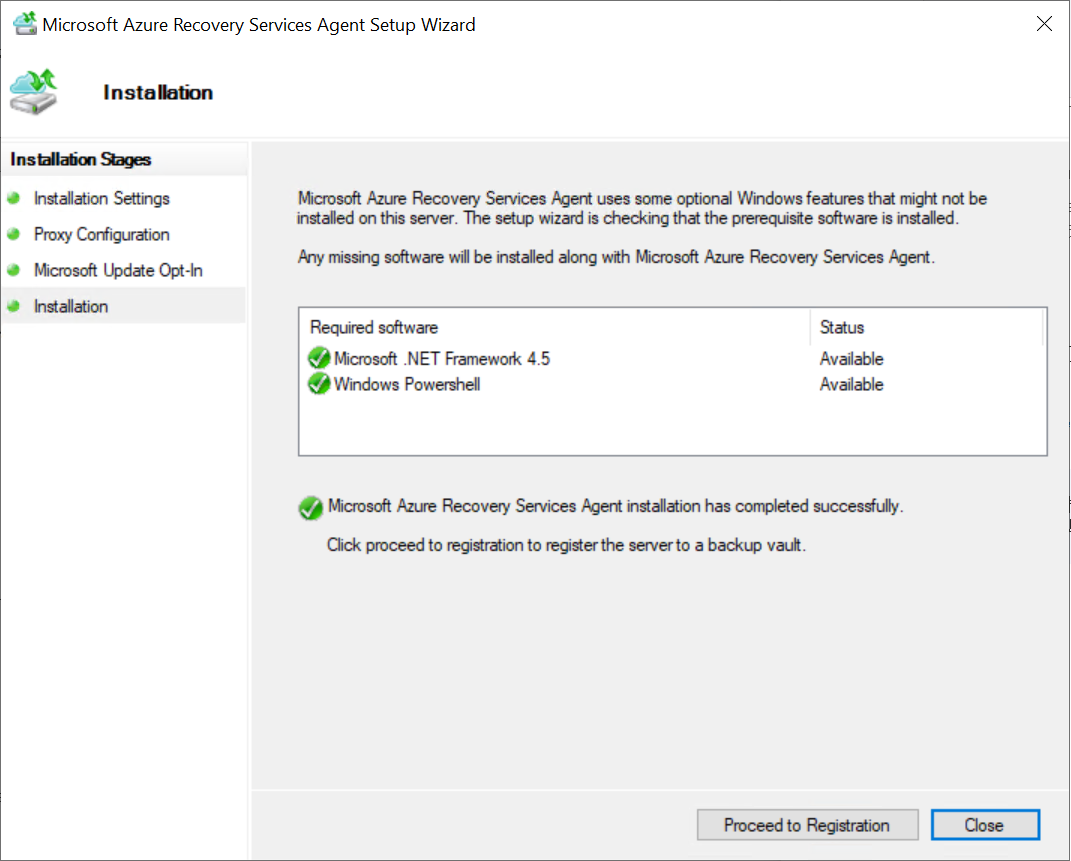 Microsoft Azure Recovery Services Agent Setup Wizard
Installation
Installation Stages
Installation Settings
Proxy Configuration
Microsoft Update Opt-In
Installation
Microsoft Azure Recovery Services Agent uses some optional Windows features that might not be
installed on this server. The setup wizard is checking that the prerequisite software is installed.
Any missing software will be installed along with Microsoft Azure Recovery Services Agent.
Required software Status
Microsoft .NET Framework 4.5 Available
Windows Powershell Available
Microsoft Azure Recovery Services Agent installation has completed successfully.
Click proceed to registration to register the server to a backup vault.
Proceed to Registration Close